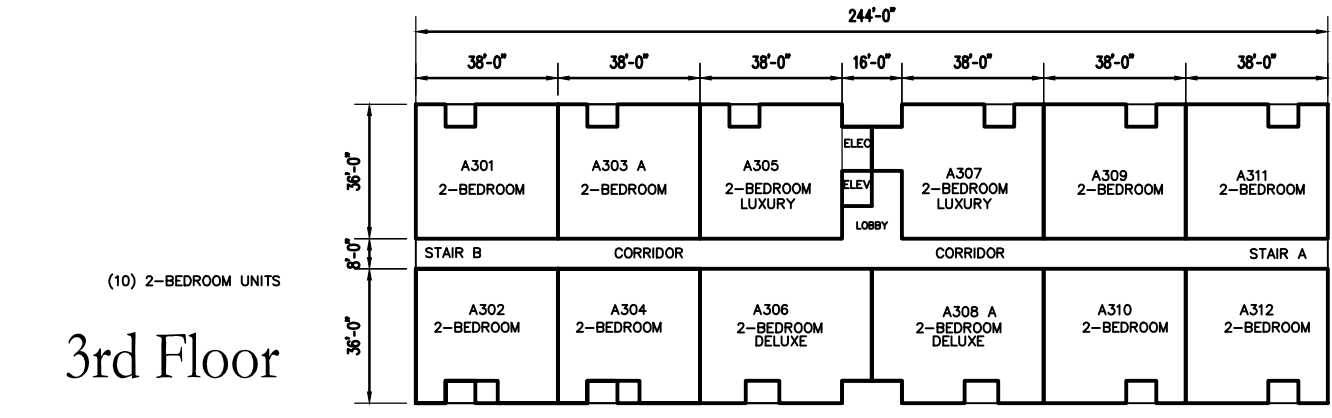 244'-0"
38'-0" 38'-0" 38'-0" 16'-0" 38'-0" 38'-0" 38'-0"
36'-0"
A301
2-BEDROOM
A303 A
2-BEDROOM
A305
2-BEDROOM
LUXURY
ELEC
ELEV
LOBBY
A307
2-BEDROOM
LUXURY
A309
2-BEDROOM
A311
2-BEDROOM
8'-0"
STAIR B CORRIDOR CORRIDOR STAIR A
(10) 2-BEDROOM UNITS
3rd Floor
36'-0"
A302
2-BEDROOM
A304
2-BEDROOM
A306
2-BEDROOM
DELUXE
A308 A
2-BEDROOM
DELUXE
A310
2-BEDROOM
A312
2-BEDROOM